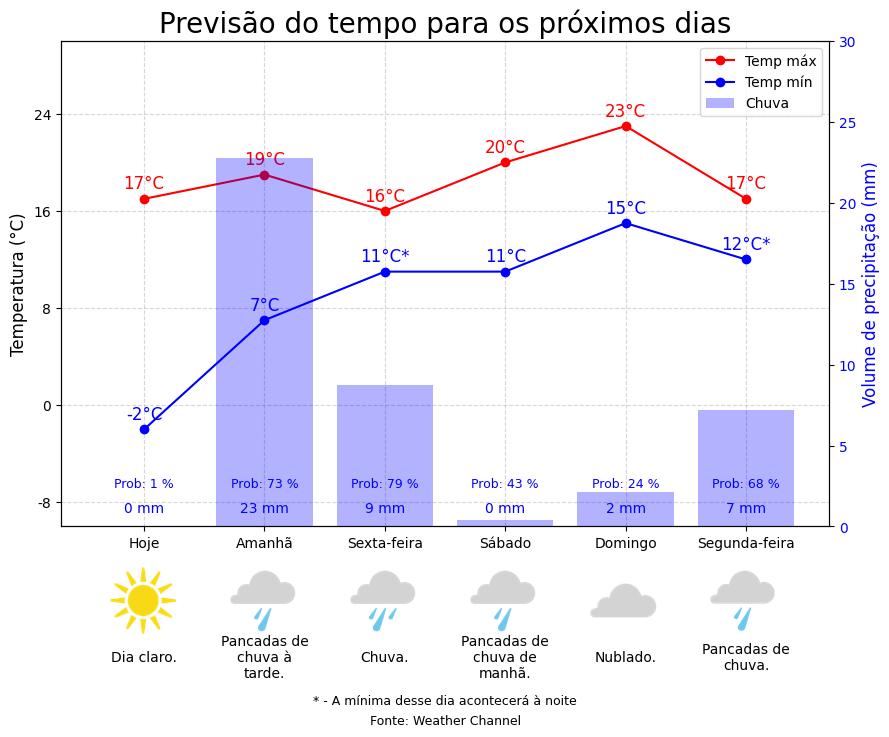 Previsão do tempo para os próximos dias
Temp máx
Temp mín
Chuva
Temperatura (°C)
24
16
8
0
-8
Volume de precipitação (mm)
30
25
20
15
10
5
0
17°C
19°C
16°C
20°C
23°C
17°C
-2°C
7°C
11°C*
11°C
15°C
12°C*
Prob: 1 %
Prob: 73 %
Prob: 79 %
Prob: 43 %
Prob: 24 %
Prob: 68 %
0 mm
23 mm
9 mm
0 mm
2 mm
7 mm
Hoje
Amanhã
Sexta-feira
Sábado
Domingo
Segunda-feira
Dia claro.
Pancadas de
chuva à
tarde.
Chuva.
Pancadas de
chuva de
manhã.
Nublado.
Pancadas de
chuva.
* - A mínima desse dia acontecerá à noite
Fonte: Weather Channel